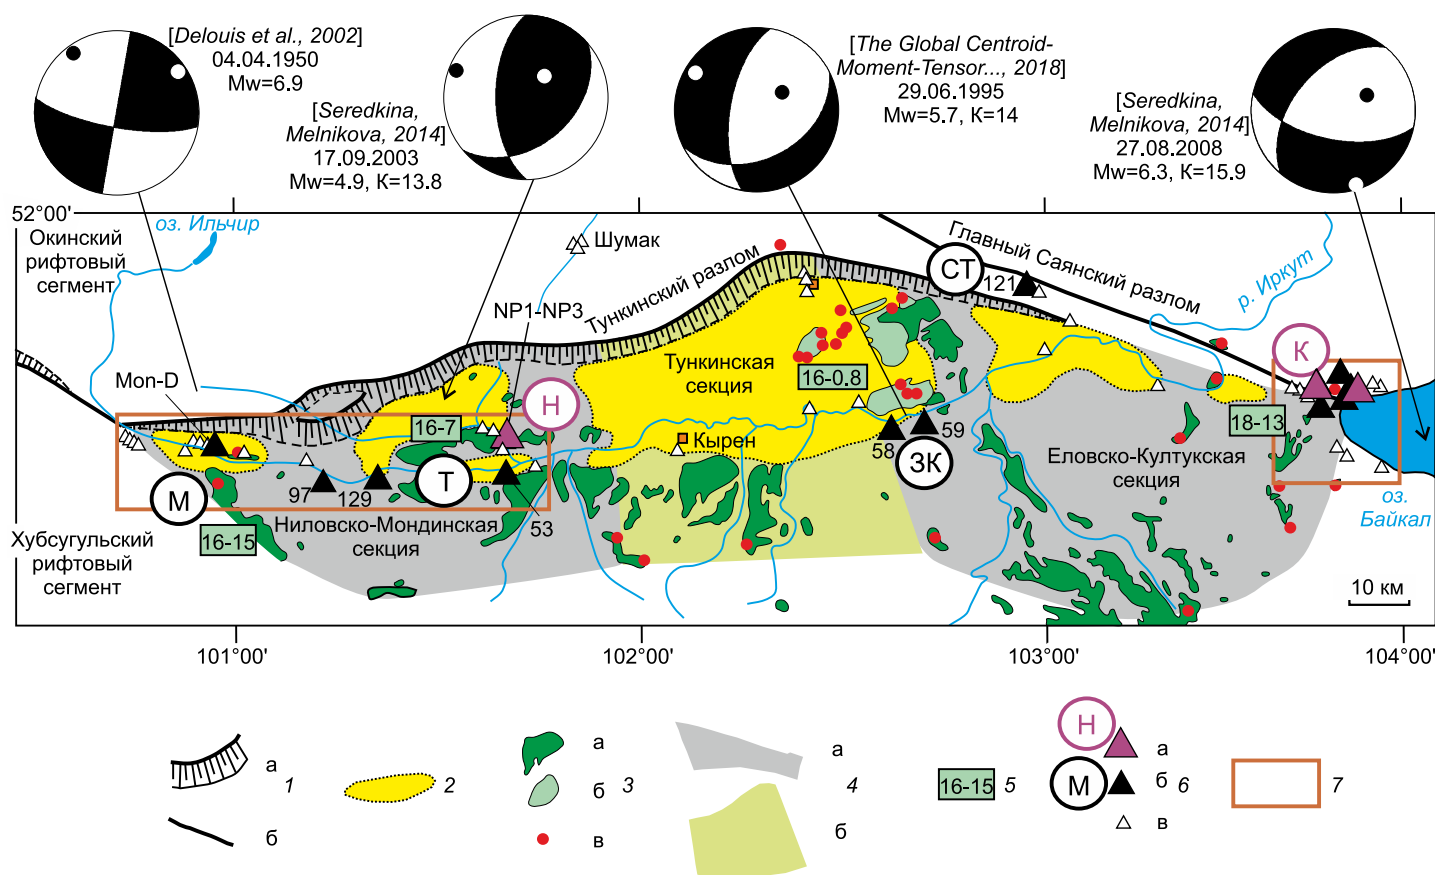 [Delouis et al., 2002]
04.04.1950
Mw=6.9
[Seredkina,
Melnikova, 2014]
17.09.2003
Mw=4.9, K=13.8
[The Global Centroid-
Moment-Tensor..., 2018]
29.06.1995
Mw=5.7, K=14
[Seredkina,
Melnikova, 2014]
27.08.2008
Mw=6.3, K=15.9
52°00'
Окинский
рифтовый
сегмент
оз. Ильчир
Шумак
Тункинский разлом
СТ
121
Главный Саянский разлом
р. Иркут
NP1-NP3
Mon-D
Тункинская
секция
16-0.8
К
Н
16-7
18-13
Кырен
58
59
ЗК
Еловско-Култукская
секция
М
Т
97
129
53
16-15
Ниловско-Мондинская
секция
Хубсугульский
рифтовый
сегмент
оз.
Байкал
10 км
101°00'
102°00'
103°00'
104°00'
а
1
б
2
а
б
3
в
а
4
б
16-15
5
Н
а
М
б
6
в
7